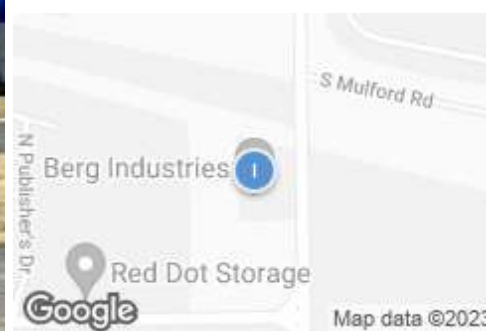 S Mulford Rd
N Publisher's Dr
Berg Industries
I
Red Dot Storage
Google
Map data ©2023